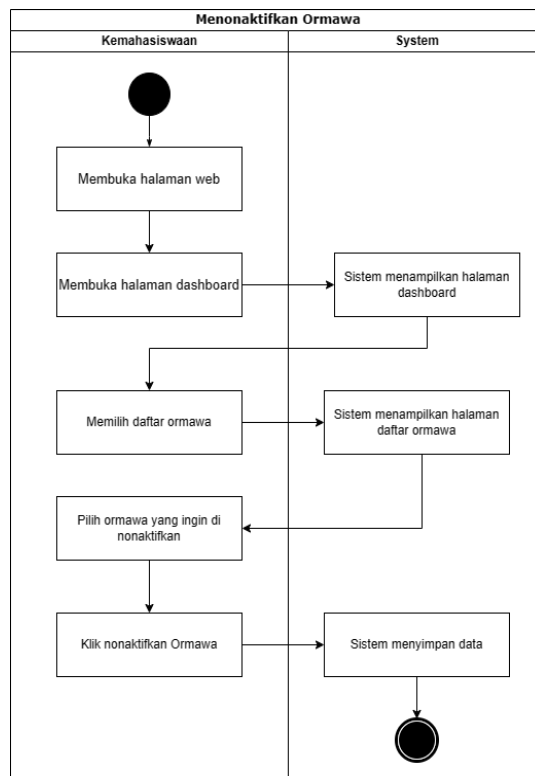 Menonaktifkan Ormawa
Kemahasiswaan
System
Membuka halaman web
Membuka halaman dashboard
Sistem menampilkan halaman
dashboard
Memilih daftar ormawa
Sistem menampilkan halaman
daftar ormawa
Pilih ormawa yang ingin di
nonaktifkan
Klik nonaktifkan Ormawa
Sistem menyimpan data